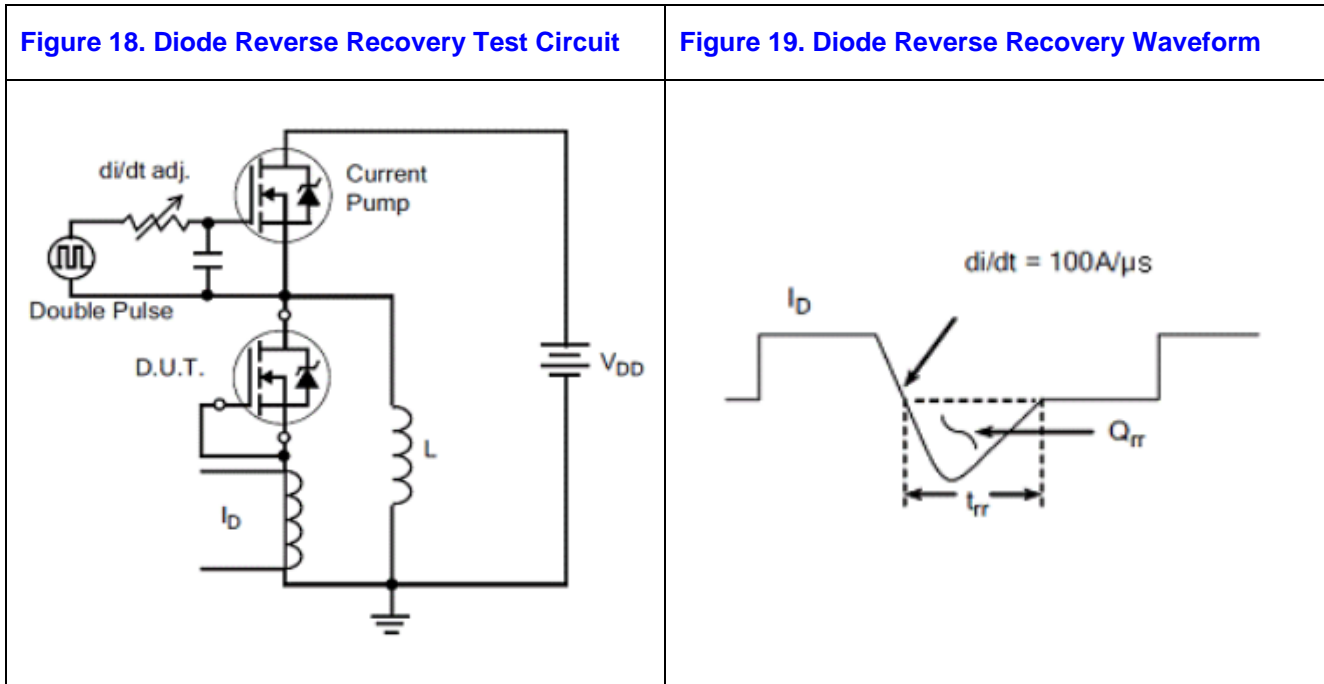 Figure 18. Diode Reverse Recovery Test Circuit
Figure 19. Diode Reverse Recovery Waveform
di/dt adj.
Current
Pump
Double Pulse
D.U.T.
VDD
L
ID
di/dt = 100A/µs
ID
Qrr
trr